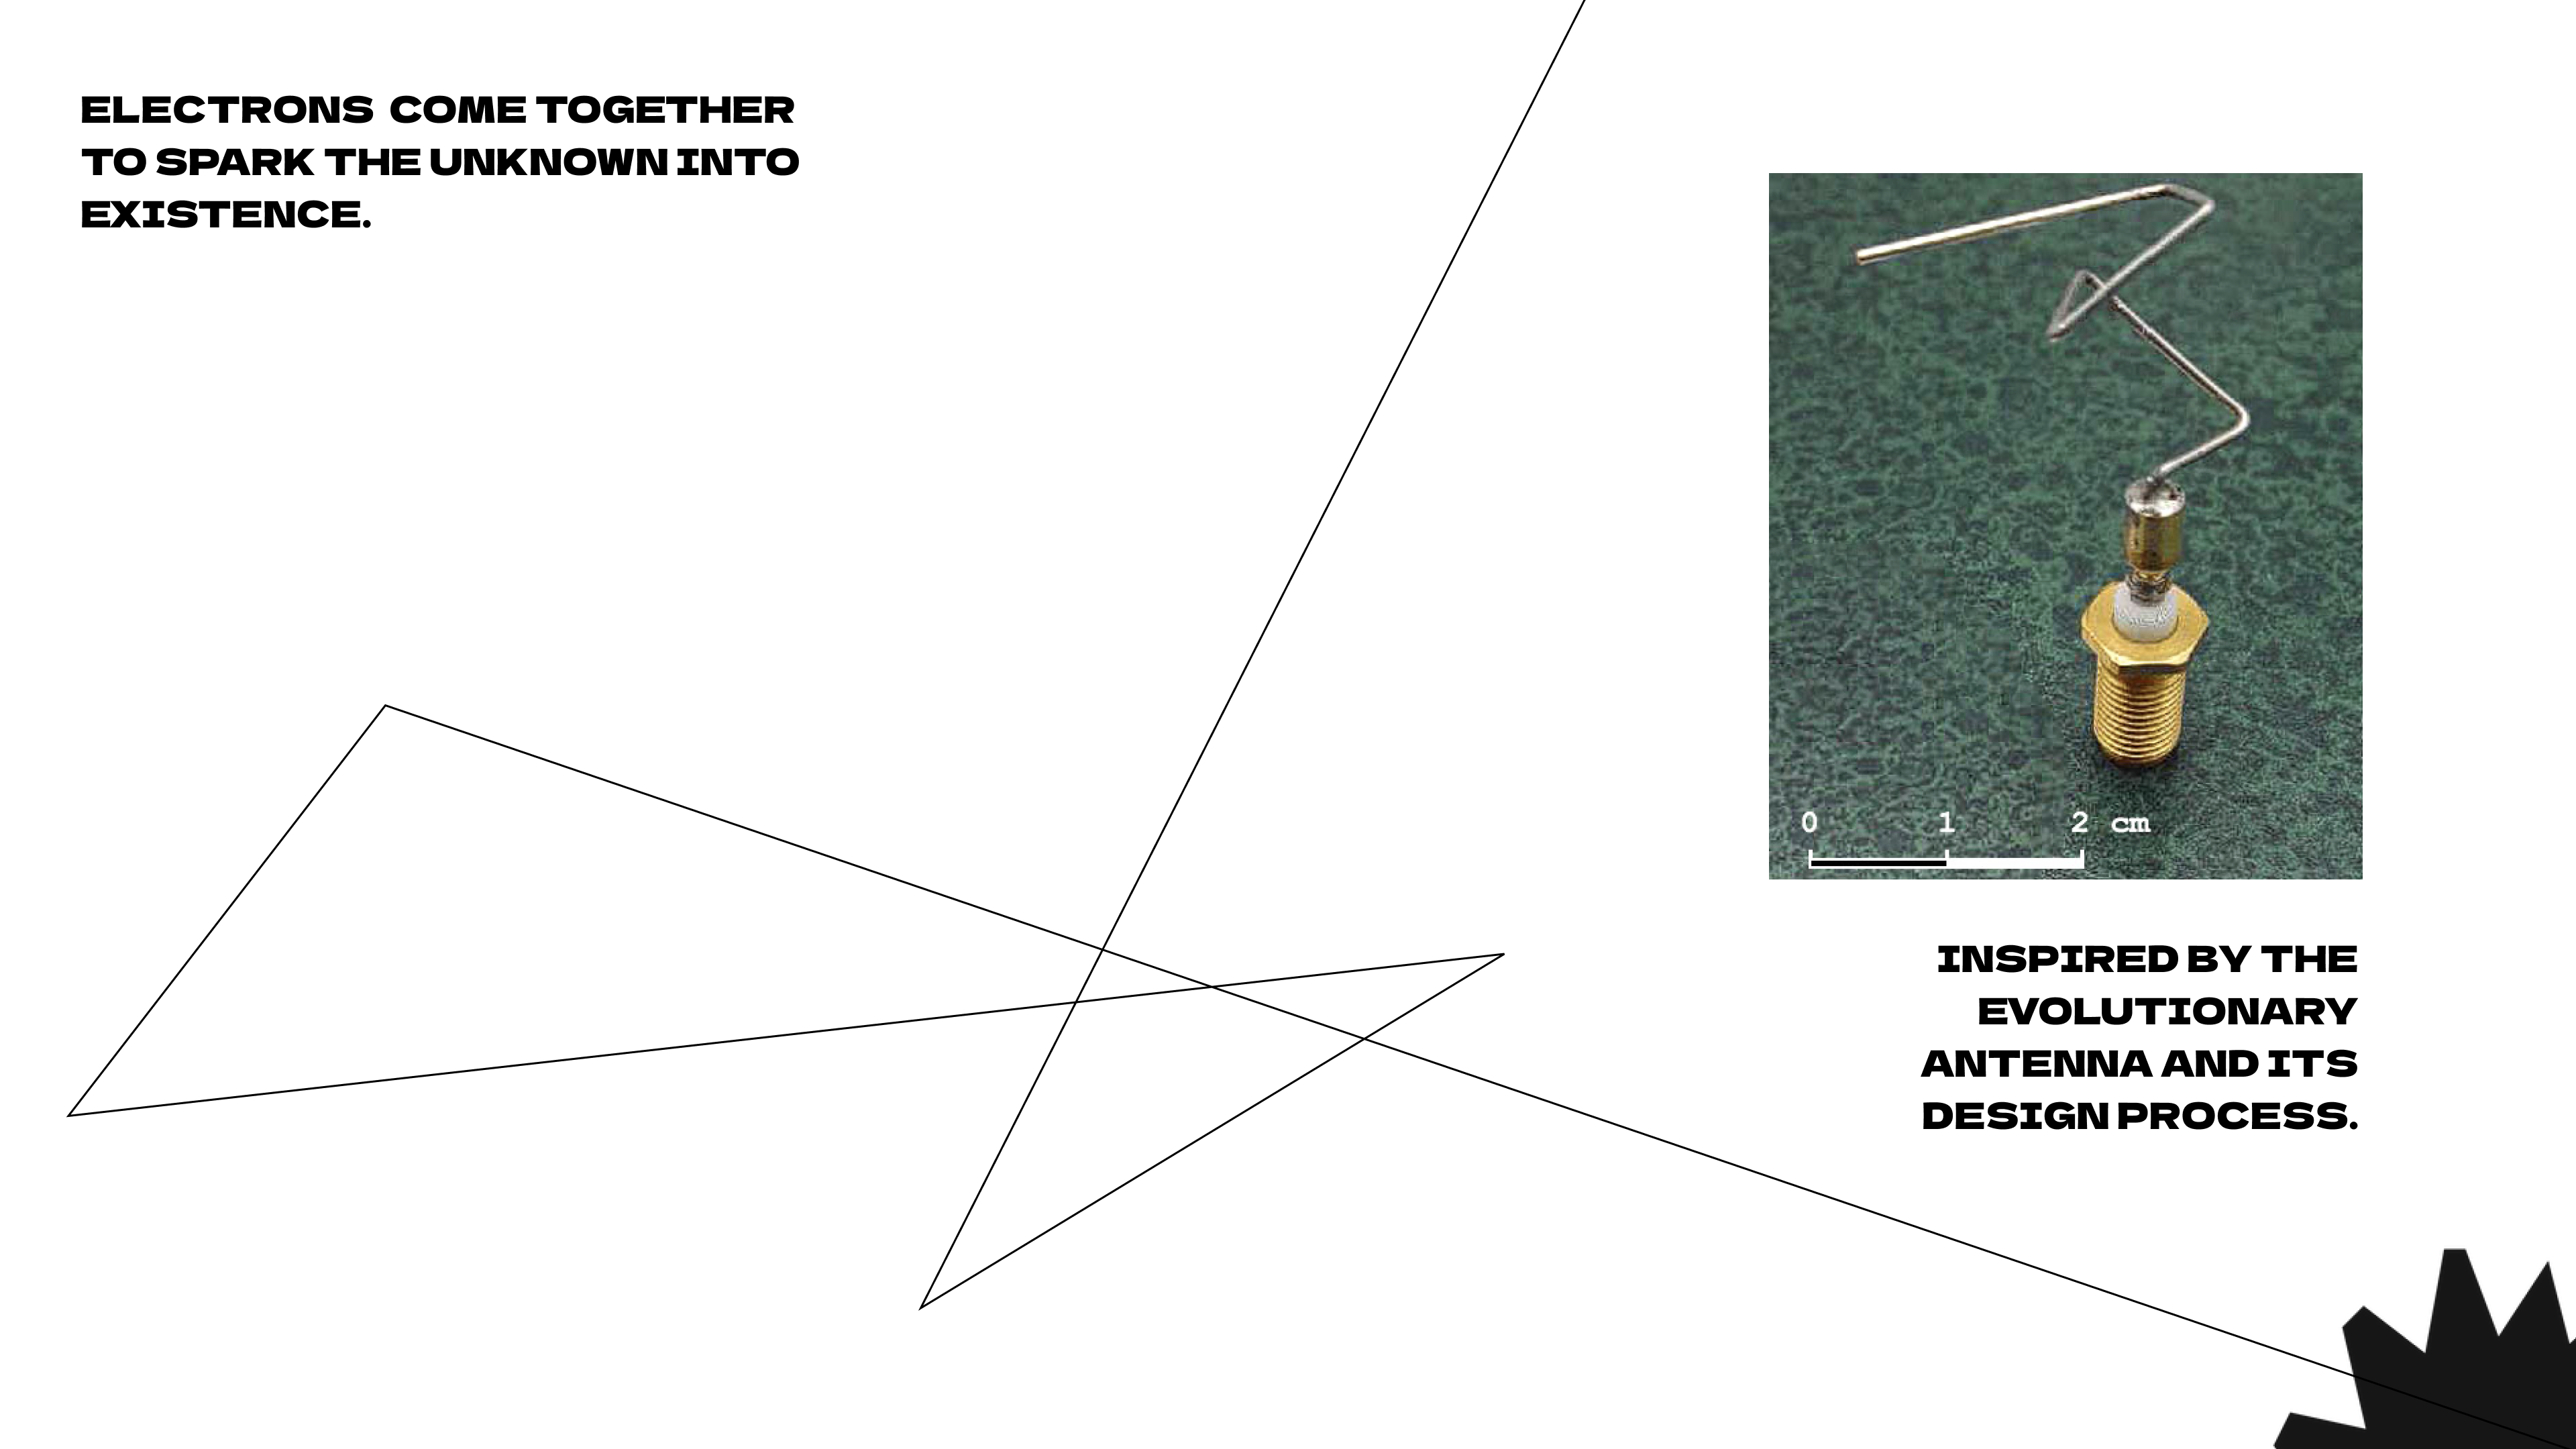 ELECTRONS COME TOGETHER
TO SPARK THE UNKNOWN INTO
EXISTENCE.
0 1 2 cm
INSPIRED BY THE
EVOLUTIONARY
ANTENNA AND ITS
DESIGN PROCESS.